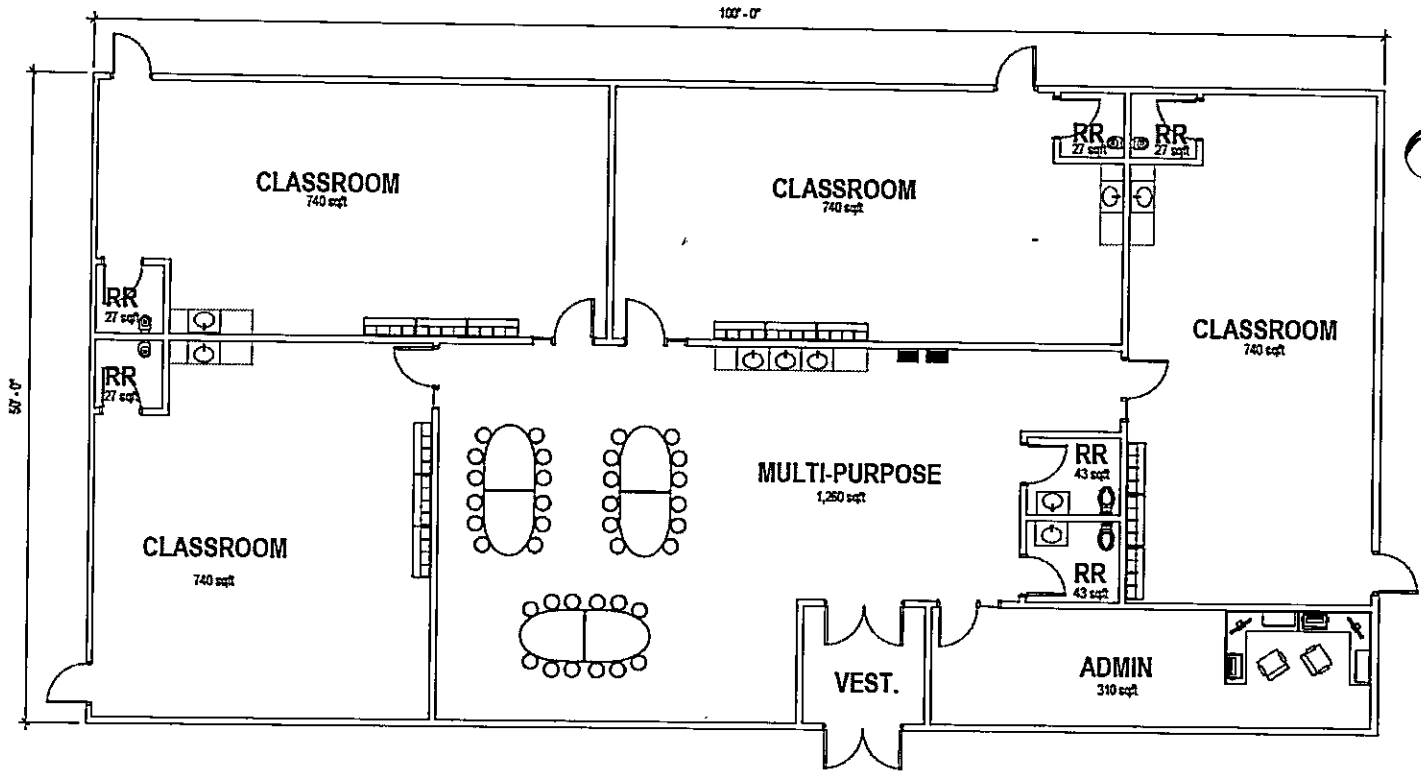 100'-0"
50'-0"
CLASSROOM
740 sqft
CLASSROOM
740 sqft
RR
27 sqft
RR
27 sqft
RR
27 sqft
RR
27 sqft
CLASSROOM
740 sqft
CLASSROOM
740 sqft
MULTI-PURPOSE
1,260 sqft
RR
43 sqft
RR
43 sqft
VEST.
ADMIN
310 sqft